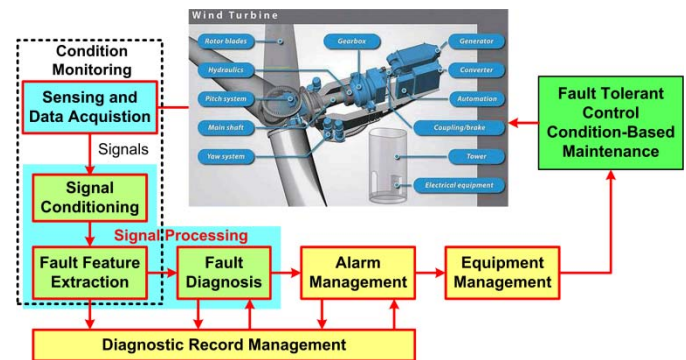 Wind Turbine
Condition
Monitoring
Rotor blades
Gearbox
Generator
Hydraulics
Converter
Sensing and
Data Acquistion
Pitch system
Automation
Fault Tolerant
Control
Condition-Based
Maintenance
Main shaft
Coupling/brake
Signals
Yaw system
Tower
Signal
Conditioning
Electrical equipment
Signal Processing
Fault Feature
Extraction
Fault
Diagnosis
Alarm
Management
Equipment
Management
Diagnostic Record Management